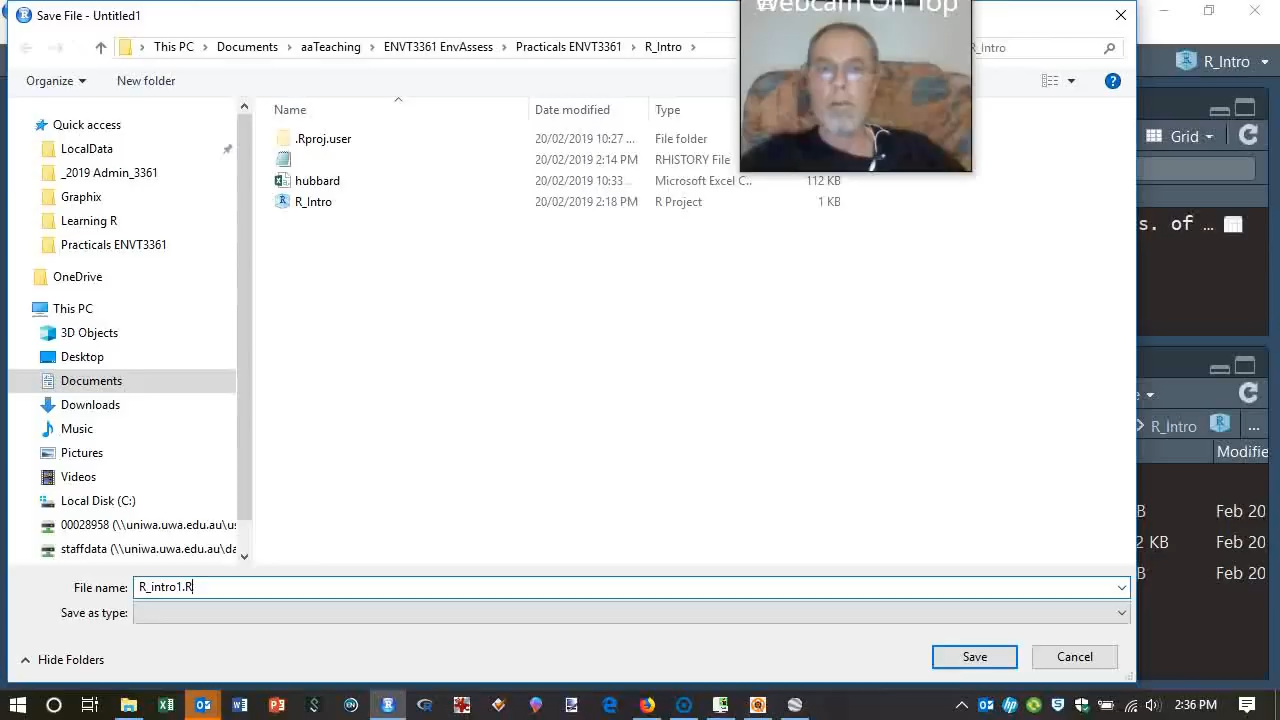 Save File - Untitled1
Webcam On Top
This PC > Documents > aaTeaching > ENVT3361 EnvAssess > Practicals ENVT3361 > R_Intro >
R_Intro
R_Intro
Organize
New folder
Grid
Name
Date modified
Type
Quick access
LocalData
_2019 Admin_3361
Graphix
Learning R
Practicals ENVT3361
OneDrive
This PC
3D Objects
Desktop
Documents
Downloads
Music
Pictures
Videos
Local Disk (C:)
00028958 (\\uniwa.uwa.edu.au\us
staffdata (\\uniwa.uwa.edu.au\da
.Rproj.user 20/02/2019 10:27 ... File folder
20/02/2019 2:14 PM RHISTORY File
hubbard 20/02/2019 10:33 ... Microsoft Excel C... 112 KB
R_Intro 20/02/2019 2:18 PM R Project 1 KB
s. of …
R_Intro ...
Modifie
B Feb 20
2 KB Feb 20
B Feb 20
File name: R_intro1.R
Save as type:
Hide Folders
Save
Cancel
2:36 PM